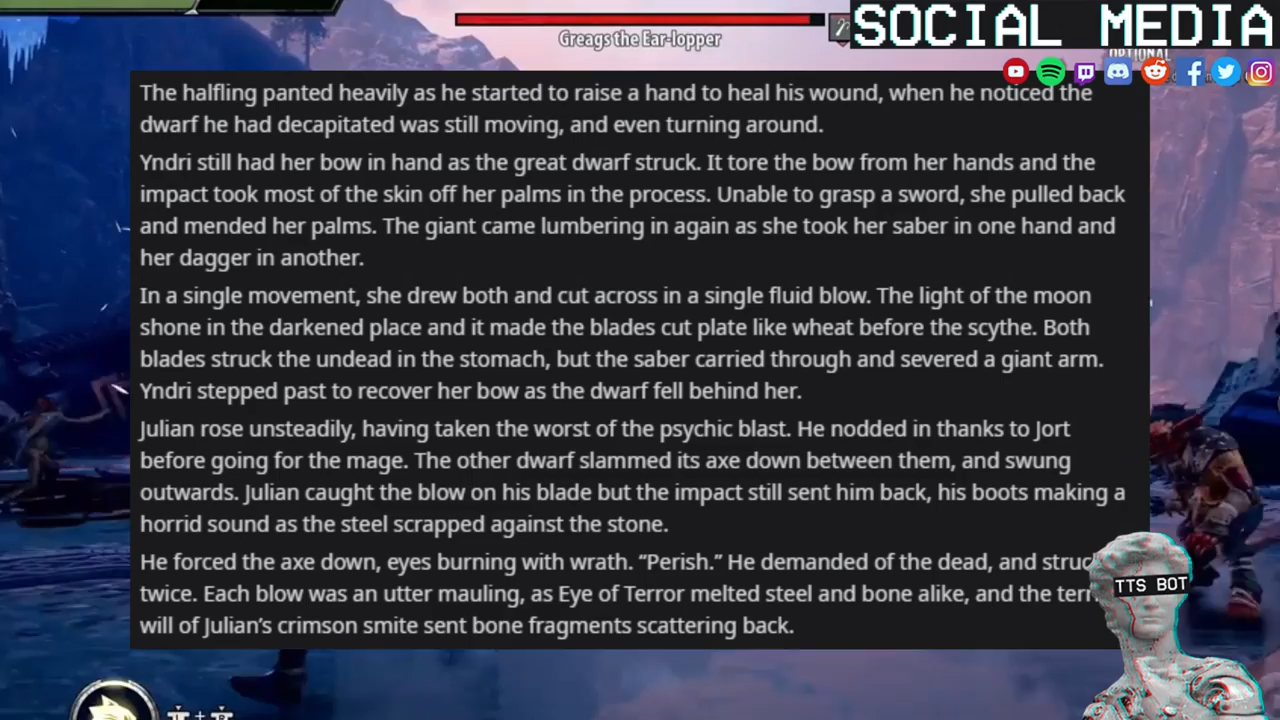 SOCIAL MEDIA
Greags the Ear-lopper
OPTIONAL
The halfling panted heavily as he started to raise a hand to heal his wound, when he noticed the
dwarf he had decapitated was still moving, and even turning around.
Yndri still had her bow in hand as the great dwarf struck. It tore the bow from her hands and the
impact took most of the skin off her palms in the process. Unable to grasp a sword, she pulled back
and mended her palms. The giant came lumbering in again as she took her saber in one hand and
her dagger in another.
In a single movement, she drew both and cut across in a single fluid blow. The light of the moon
shone in the darkened place and it made the blades cut plate like wheat before the scythe. Both
blades struck the undead in the stomach, but the saber carried through and severed a giant arm.
Yndri stepped past to recover her bow as the dwarf fell behind her.
Julian rose unsteadily, having taken the worst of the psychic blast. He nodded in thanks to Jort
before going for the mage. The other dwarf slammed its axe down between them, and swung
outwards. Julian caught the blow on his blade but the impact still sent him back, his boots making a
horrid sound as the steel scrapped against the stone.
He forced the axe down, eyes burning with wrath. “Perish.” He demanded of the dead, and struc
twice. Each blow was an utter mauling, as Eye of Terror melted steel and bone alike, and the
will of Julian’s crimson smite sent bone fragments scattering back.
TTS BOT